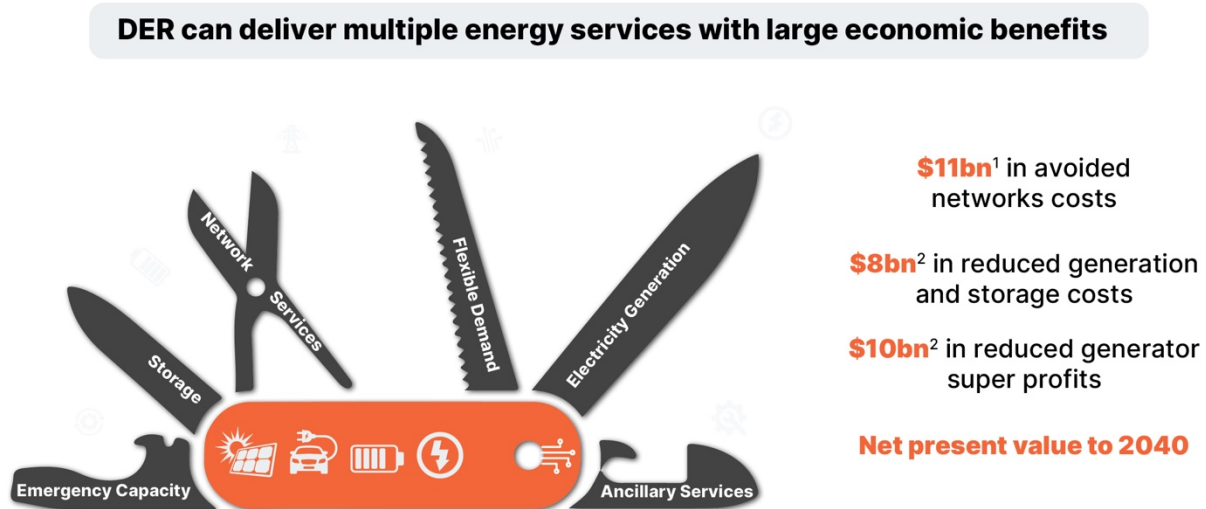 DER can deliver multiple energy services with large economic benefits
Network
Services
Flexible Demand
Electricity Generation
Storage
Emergency Capacity
Ancillary Services
$11bn¹ in avoided
networks costs
$8bn² in reduced generation
and storage costs
$10bn² in reduced generator
super profits
Net present value to 2040